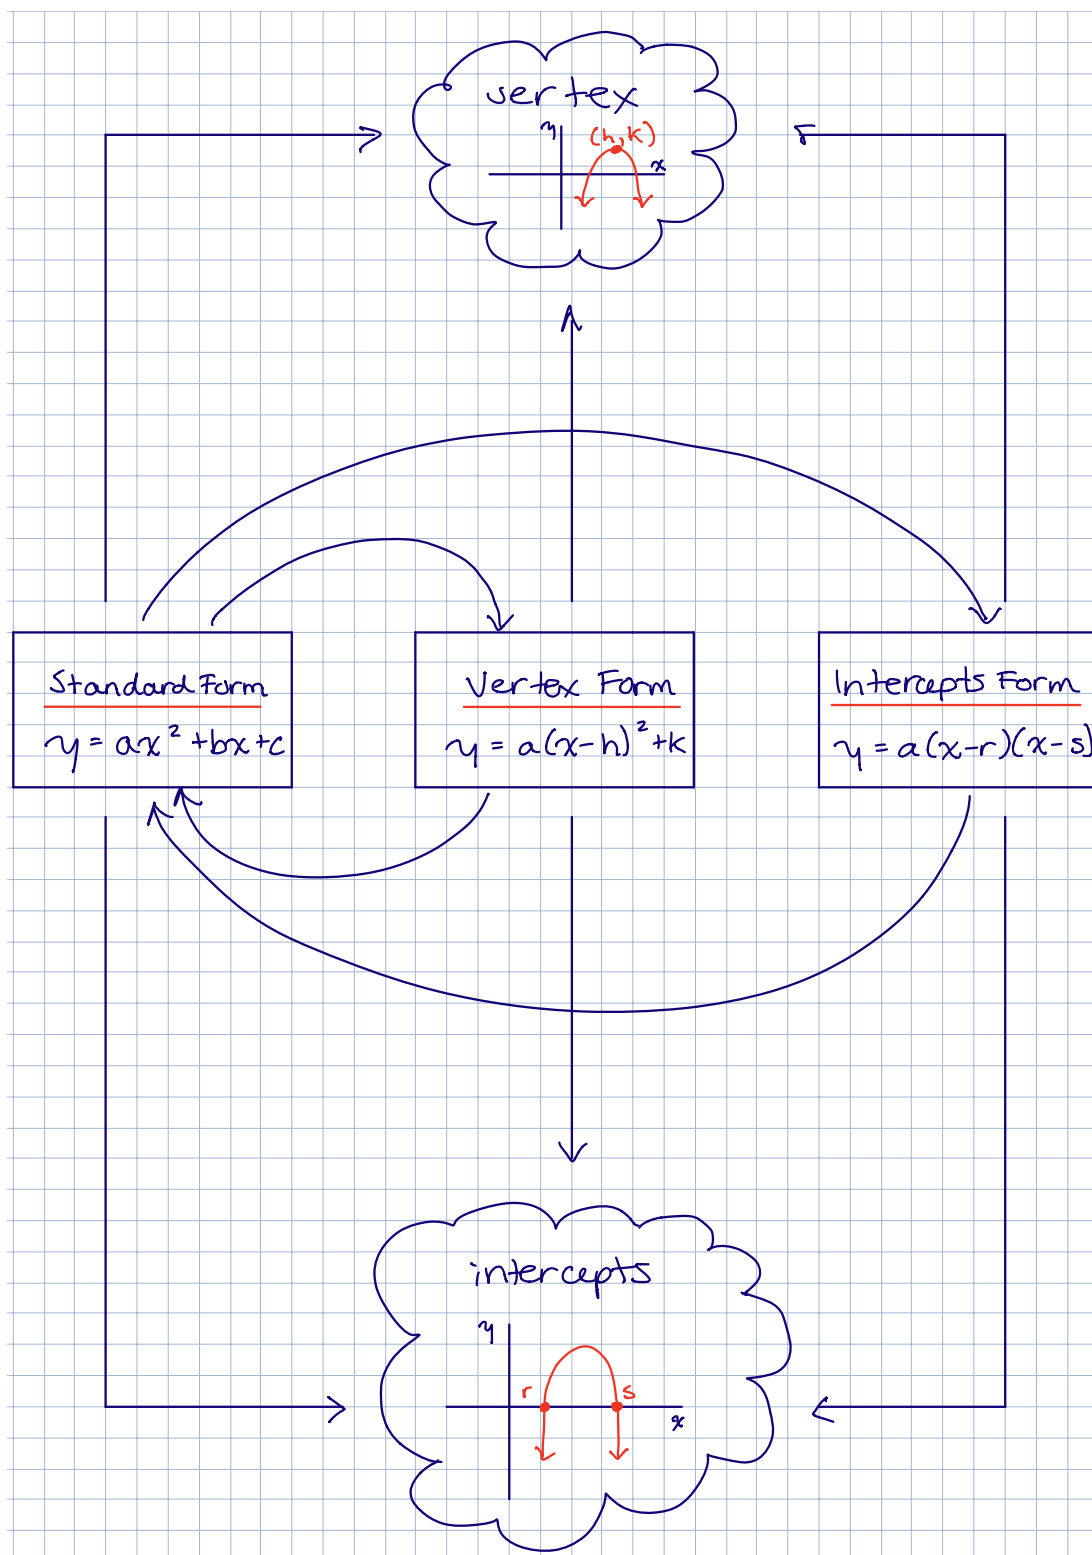 vertex
y
(h,k)
x
Standard Form
y = ax² +bx+c
Vertex Form
y = a(x-h)²+k
Intercepts Form
y = a(x-r)(x-s)
intercepts
y
r
s
x